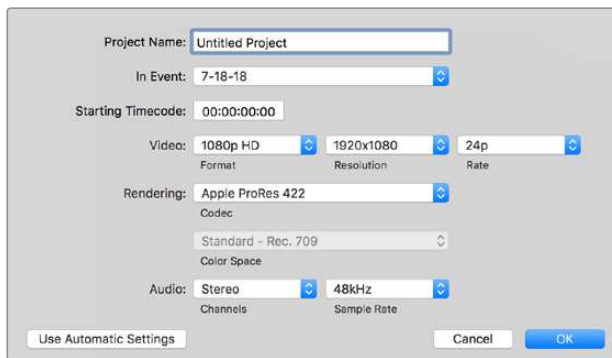 Project Name: Untitled Project
In Event: 7-18-18
Starting Timecode: 00:00:00:00
Video: 1080p HD 1920x1080 24p
Format Resolution Rate
Rendering: Apple ProRes 422
Codec
Standard - Rec. 709
Color Space
Audio: Stereo 48kHz
Channels Sample Rate
Use Automatic Settings Cancel OK